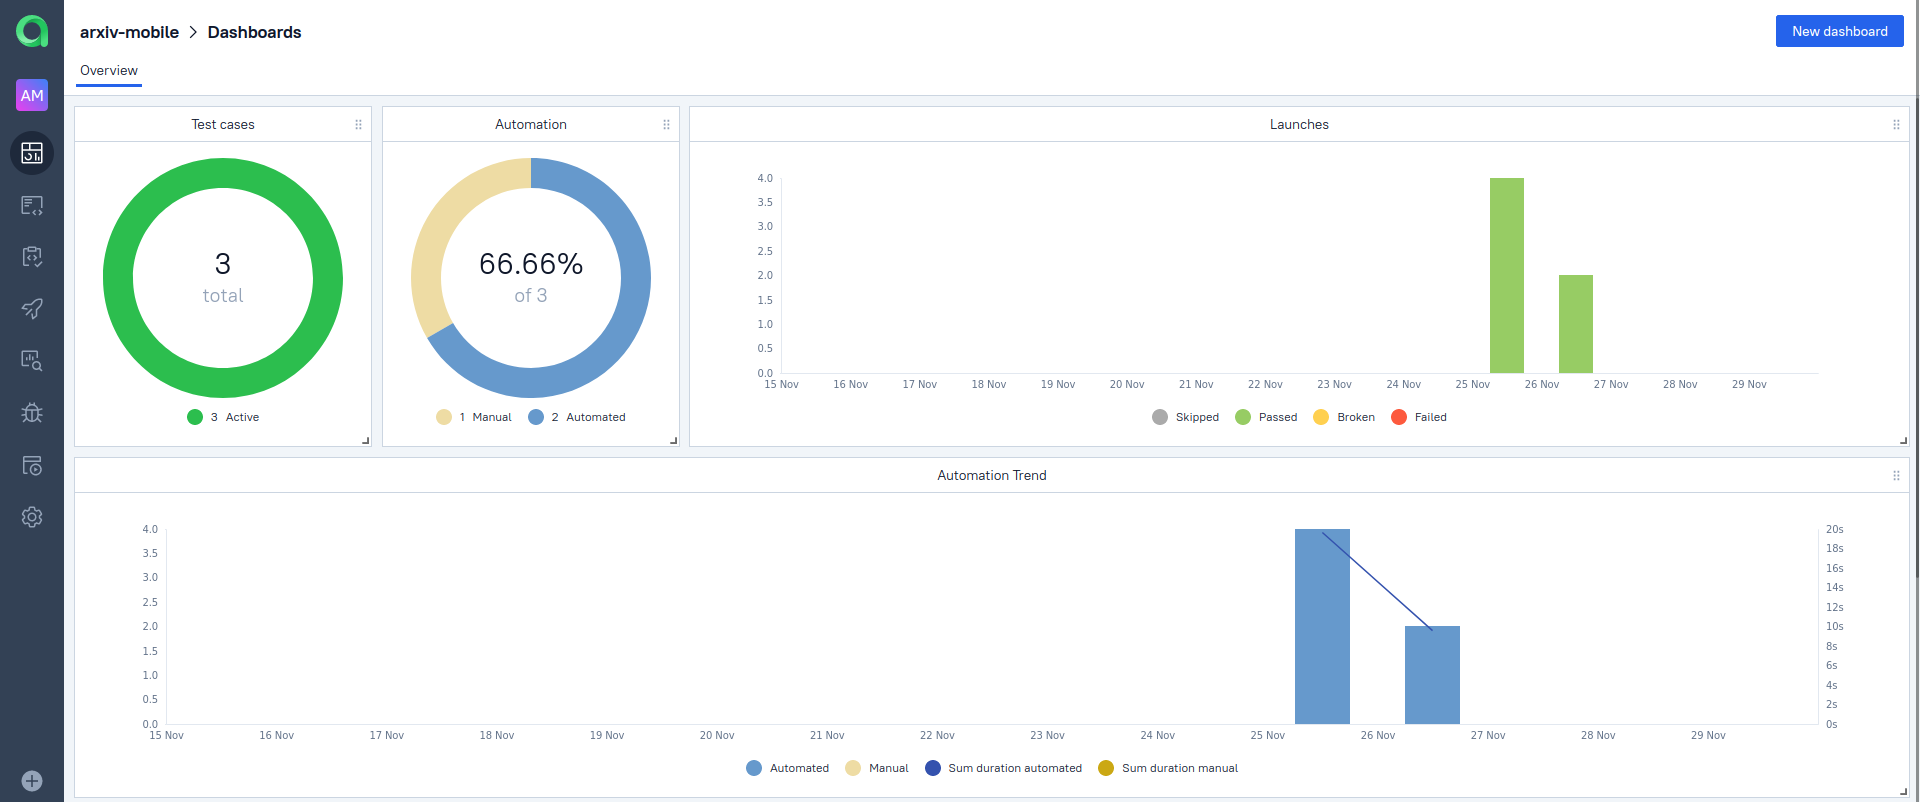 arxiv-mobile > Dashboards
New dashboard
Overview
AM
Test cases
3
total
3 Active
Automation
66.66%
of 3
1 Manual 2 Automated
Launches
4.0
3.5
3.0
2.5
2.0
1.5
1.0
0.5
0.0
15 Nov 16 Nov 17 Nov 18 Nov 19 Nov 20 Nov 21 Nov 22 Nov 23 Nov 24 Nov 25 Nov 26 Nov 27 Nov 28 Nov 29 Nov
Skipped Passed Broken Failed
Automation Trend
4.0
3.5
3.0
2.5
2.0
1.5
1.0
0.5
0.0
20s
18s
16s
14s
12s
10s
8s
6s
4s
2s
0s
15 Nov 16 Nov 17 Nov 18 Nov 19 Nov 20 Nov 21 Nov 22 Nov 23 Nov 24 Nov 25 Nov 26 Nov 27 Nov 28 Nov 29 Nov
Automated Manual Sum duration automated Sum duration manual